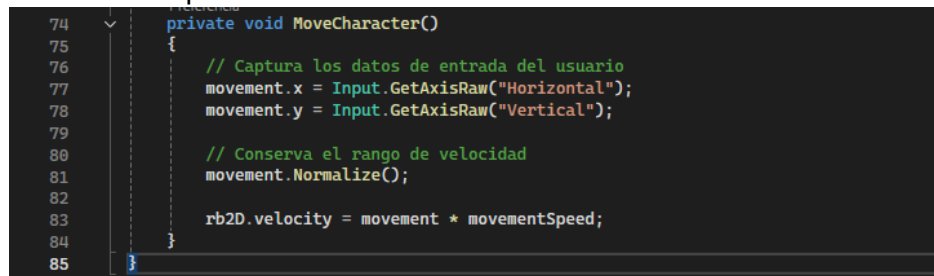 74 private void MoveCharacter()
75 {
76 // Captura los datos de entrada del usuario
77 movement.x = Input.GetAxisRaw("Horizontal");
78 movement.y = Input.GetAxisRaw("Vertical");
79
80 // Conserva el rango de velocidad
81 movement.Normalize();
82
83 rb2D.velocity = movement * movementSpeed;
84 }
85 }